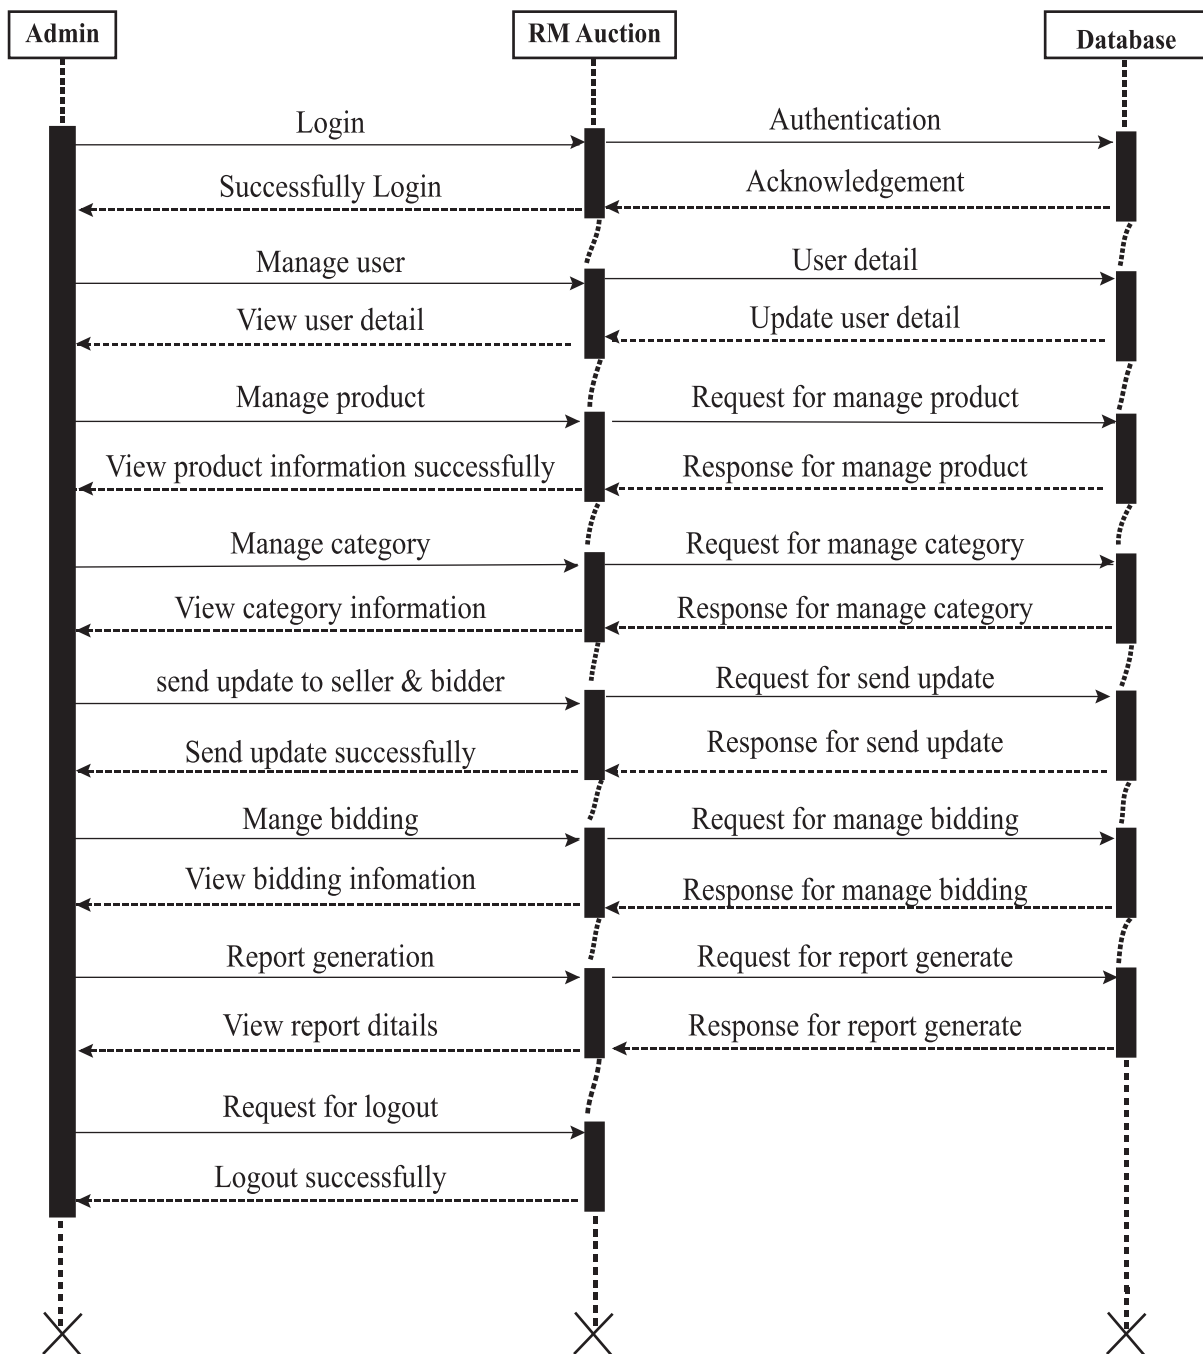 Admin
RM Auction
Database
Login
Authentication
Successfully Login
Acknowledgement
Manage user
User detail
View user detail
Update user detail
Manage product
Request for manage product
View product information successfully
Response for manage product
Manage category
Request for manage category
View category information
Response for manage category
send update to seller & bidder
Request for send update
Send update successfully
Response for send update
Mange bidding
Request for manage bidding
View bidding infomation
Response for manage bidding
Report generation
Request for report generate
View report ditails
Response for report generate
Request for logout
Logout successfully